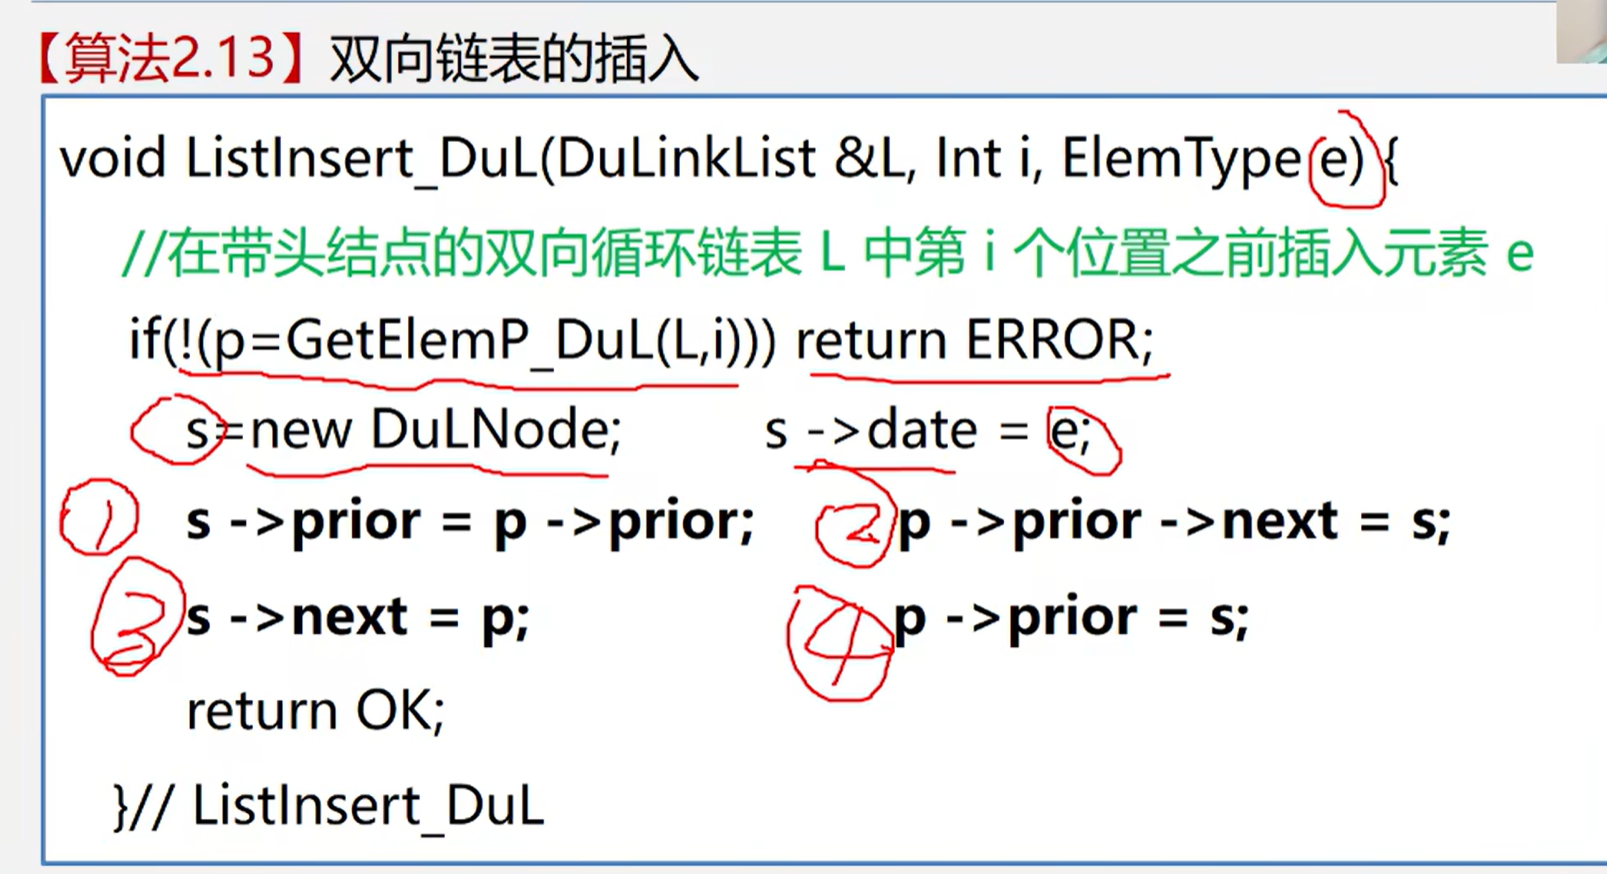 【算法2.13】双向链表的插入
void ListInsert_DuL(DuLinkList &L, Int i, ElemType e) {
//在带头结点的双向循环链表 L 中第 i 个位置之前插入元素 e
if(!(p=GetElemP_DuL(L,i))) return ERROR;
s=new DuLNode; s ->date = e;
① s ->prior = p ->prior; ② p ->prior ->next = s;
③ s ->next = p; ④ p ->prior = s;
return OK;
}// ListInsert_DuL